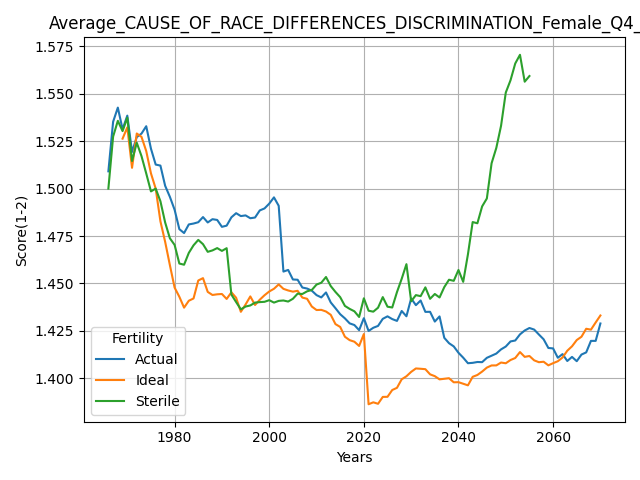 Average_CAUSE_OF_RACE_DIFFERENCES_DISCRIMINATION_Female_Q4_
1.575
1.550
1.525
1.500
1.475
1.450
1.425
1.400
Score(1-2)
Fertility
Actual
Ideal
Sterile
1980 2000 2020 2040 2060
Years